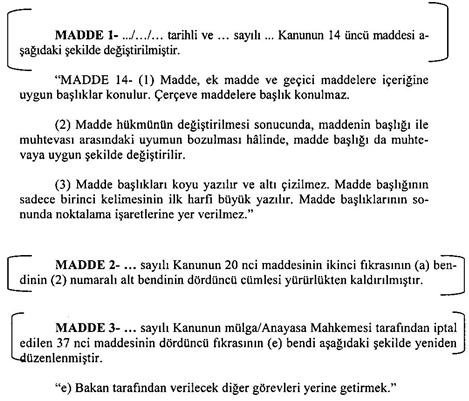 MADDE 1- .../.../... tarihli ve ... sayılı ... Kanunun 14 üncü maddesi a-
şağıdaki şekilde değiştirilmiştir.
“MADDE 14- (1) Madde, ek madde ve geçici maddelere içeriğine
uygun başlıklar konulur. Çerçeve maddelere başlık konulmaz.
(2) Madde hükmünün değiştirilmesi sonucunda, maddenin başlığı ile
muhtevası arasındaki uyumun bozulması hâlinde, madde başlığı da muhte-
vaya uygun şekilde değiştirilir.
(3) Madde başlıkları koyu yazılır ve altı çizilmez. Madde başlığının
sadece birinci kelimesinin ilk harfi büyük yazılır. Madde başlıklarının so-
nunda noktalama işaretlerine yer verilmez.”
MADDE 2- ... sayılı Kanunun 20 nci maddesinin ikinci fıkrasının (a) ben-
dinin (2) numaralı alt bendinin dördüncü cümlesi yürürlükten kaldırılmıştır.
MADDE 3- ... sayılı Kanunun mülga/Anayasa Mahkemesi tarafından iptal
edilen 37 nci maddesinin dördüncü fıkrasının (e) bendi aşağıdaki şekilde yeniden
düzenlenmiştir.
“e) Bakan tarafından verilecek diğer görevleri yerine getirmek.”